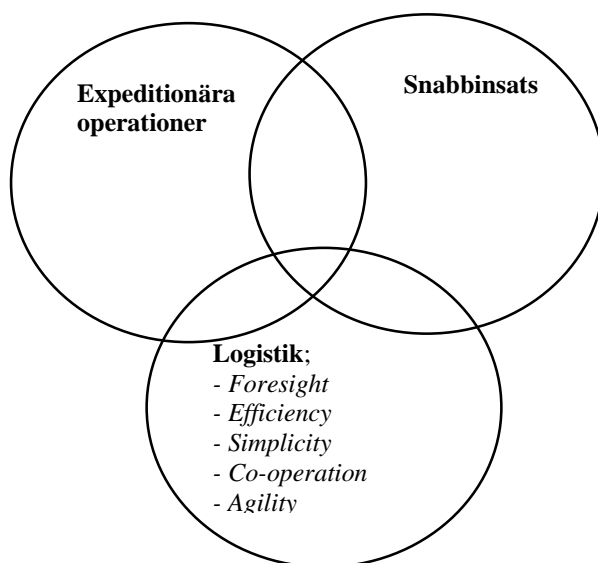 Expeditionära
operationer
Snabbinsats
Logistik;
- Foresight
- Efficiency
- Simplicity
- Co-operation
- Agility